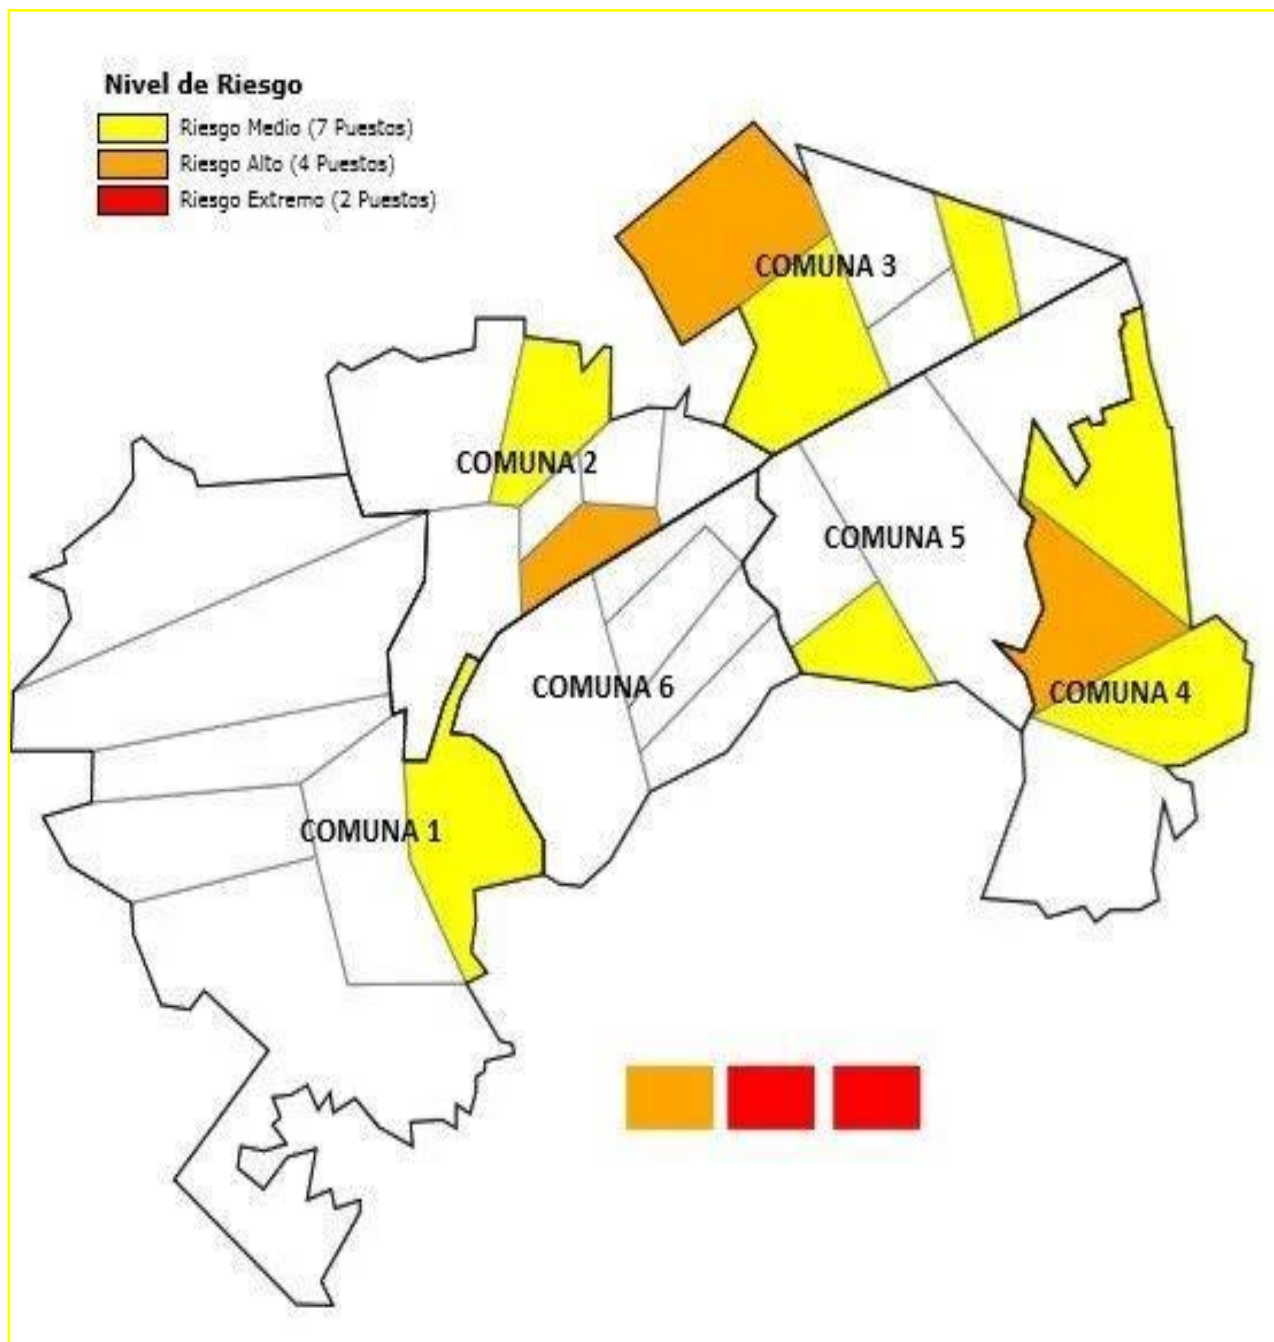 Nivel de Riesgo
Riesgo Medio (7 Puestos)
Riesgo Alto (4 Puestos)
Riesgo Extremo (2 Puestos)
COMUNA 3
COMUNA 2
COMUNA 5
COMUNA 6
COMUNA 4
COMUNA 1